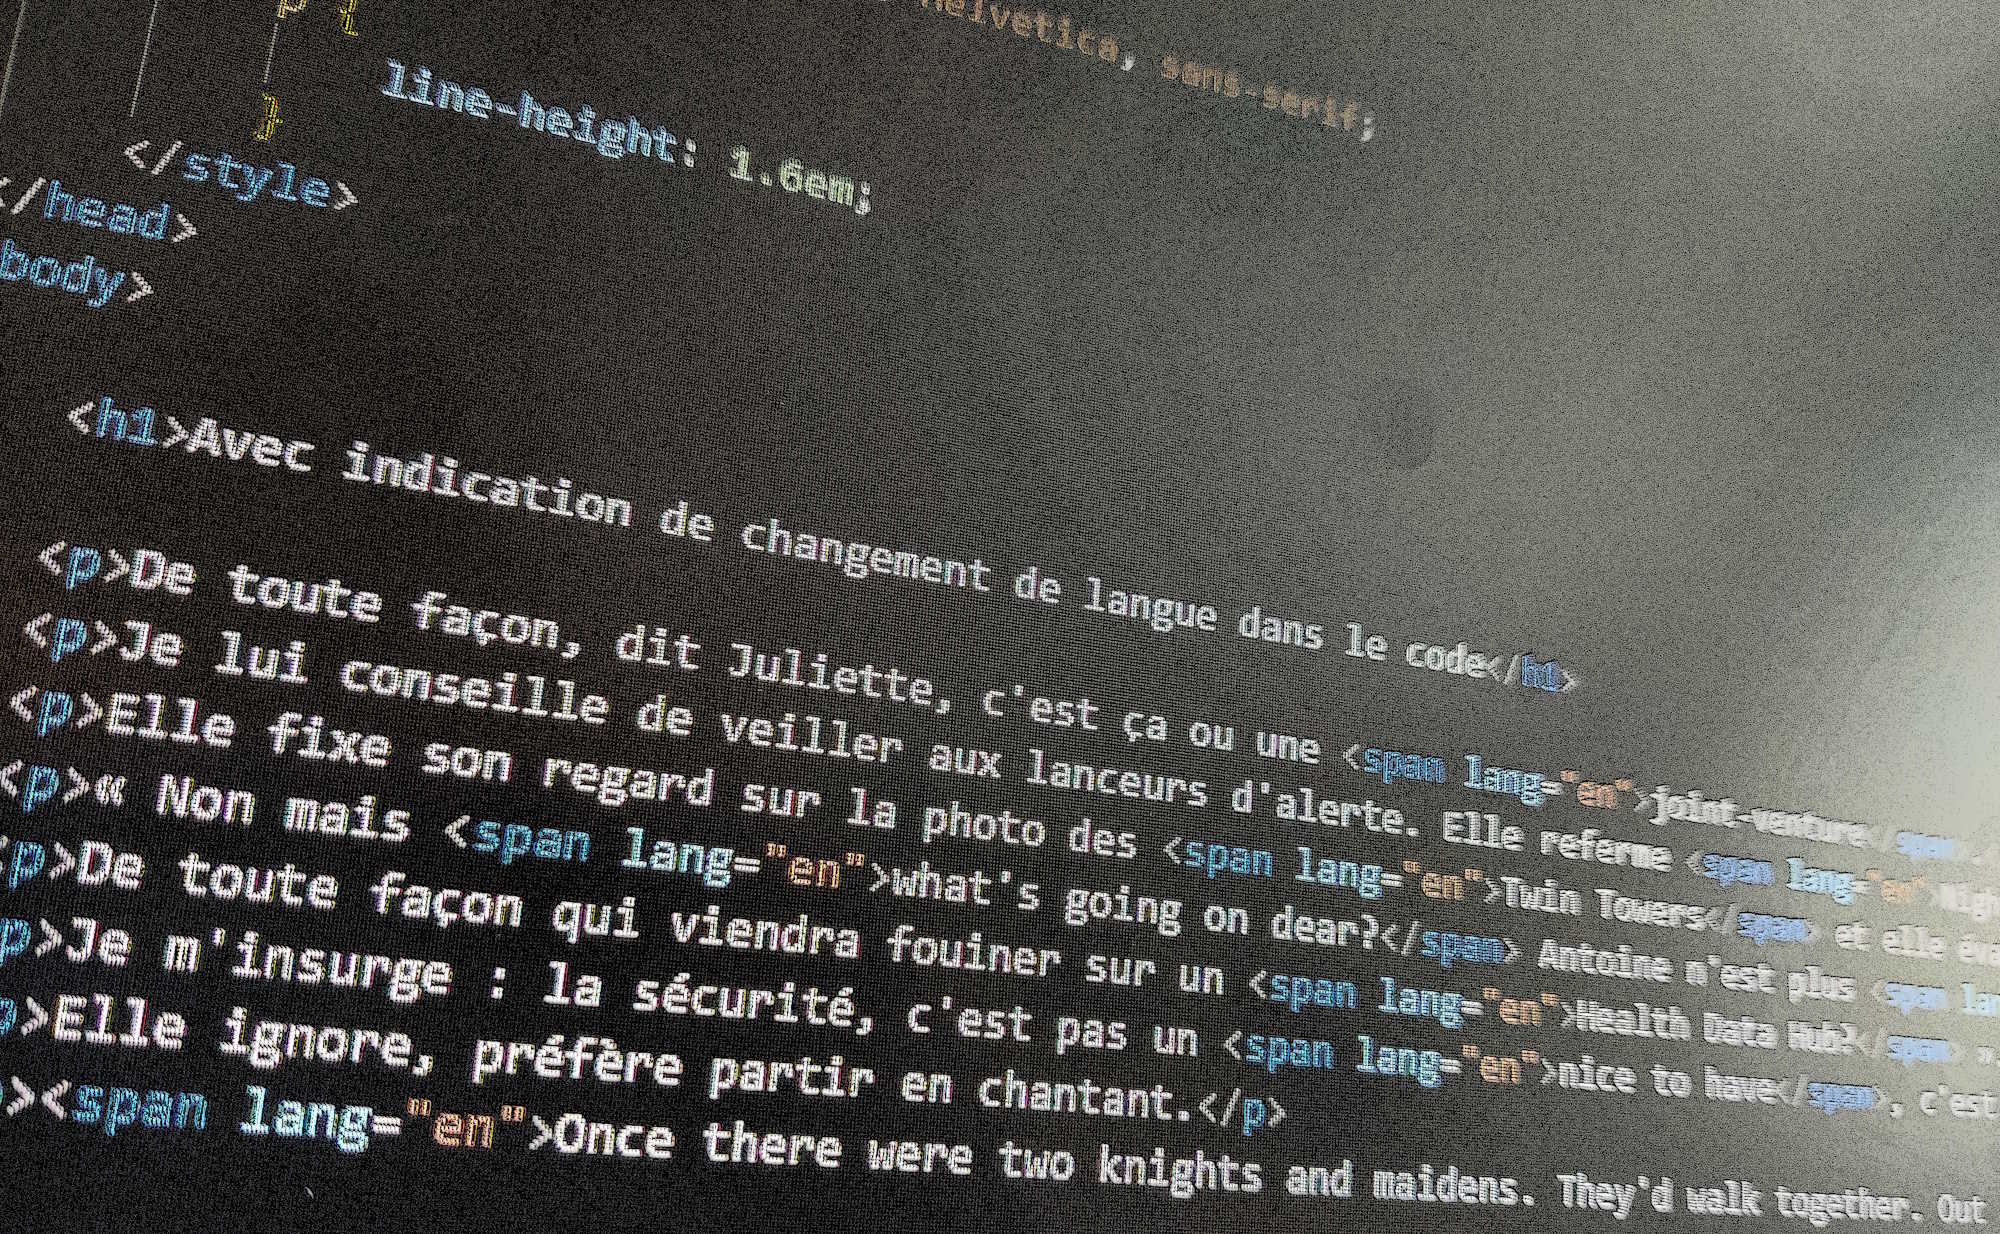 p {
Helvetica, sans-serif;
line-height: 1.6em;
}
</style>
</head>
body>
<h1>Avec indication de changement de langue dans le code</h1>
<p>De toute façon, dit Juliette, c'est ça ou une <span lang="en">joint-venture</span>
<p>Je lui conseille de veiller aux lanceurs d'alerte. Elle referme <span lang="en">Nigh
<p>Elle fixe son regard sur la photo des <span lang="en">Twin Towers</span> et elle éva
<p>« Non mais <span lang="en">what's going on dear?</span> Antoine n'est plus <span lan
<p>De toute façon qui viendra fouiner sur un <span lang="en">Health Data Hub?</span> ».
p>Je m'insurge : la sécurité, c'est pas un <span lang="en">nice to have</span>, c'est
p>Elle ignore, préfère partir en chantant.</p>
><span lang="en">Once there were two knights and maidens. They'd walk together. Out